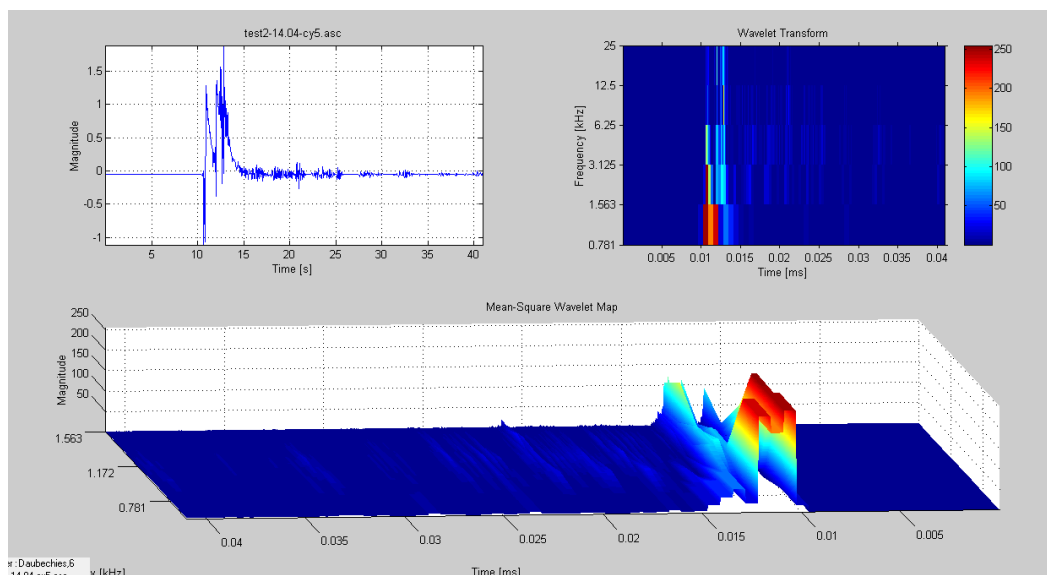 test2-14.04-cy5.asc
1.5
1
0.5
0
-0.5
-1
Magnitude
5 10 15 20 25 30 35 40
Time [s]
Wavelet Transform
25
12.5
6.25
3.125
1.563
0.781
Frequency [kHz]
0.005 0.01 0.015 0.02 0.025 0.03 0.035 0.04
Time [ms]
250
200
150
100
50
Mean-Square Wavelet Map
250
200
150
100
50
Magnitude
1.563
1.172
0.781
0.04 0.035 0.03 0.025 0.02 0.015 0.01 0.005
Time [ms]
[kHz]
Daubechies,6